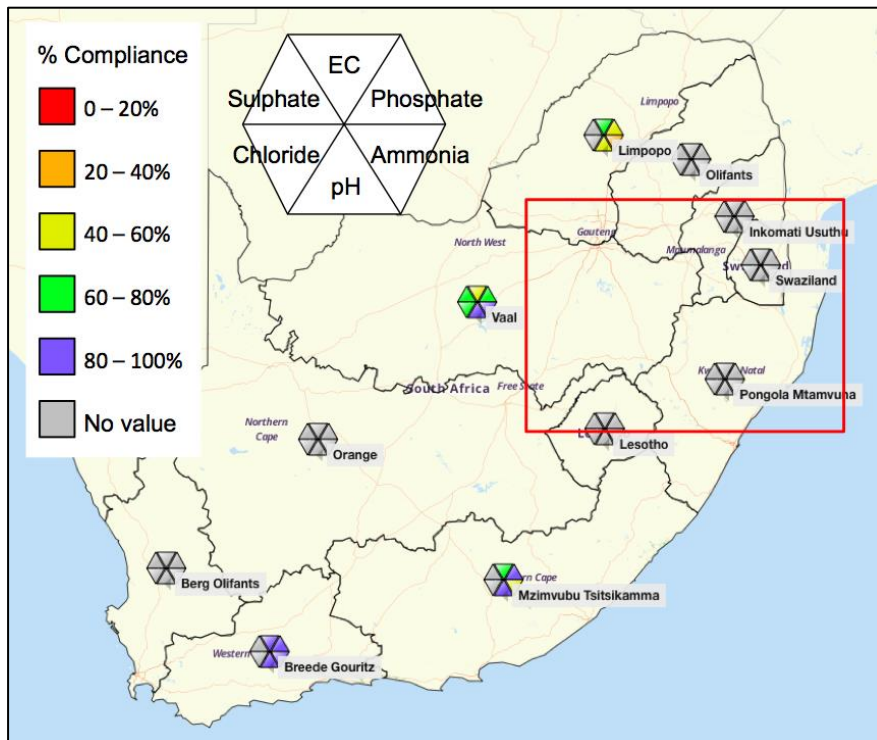 % Compliance
0 – 20%
20 – 40%
40 – 60%
60 – 80%
80 – 100%
No value
EC
Sulphate
Phosphate
Chloride
Ammonia
pH
Limpopo
Limpopo
Olifants
Inkomati Usuthu
Gauteng
North West
Swaziland
Vaal
South Africa
Free State
Pongola Mtamvuna
Northern
Cape
Orange
Lesotho
Berg Olifants
Mzimvubu Tsitsikamma
Western
Breede Gouritz